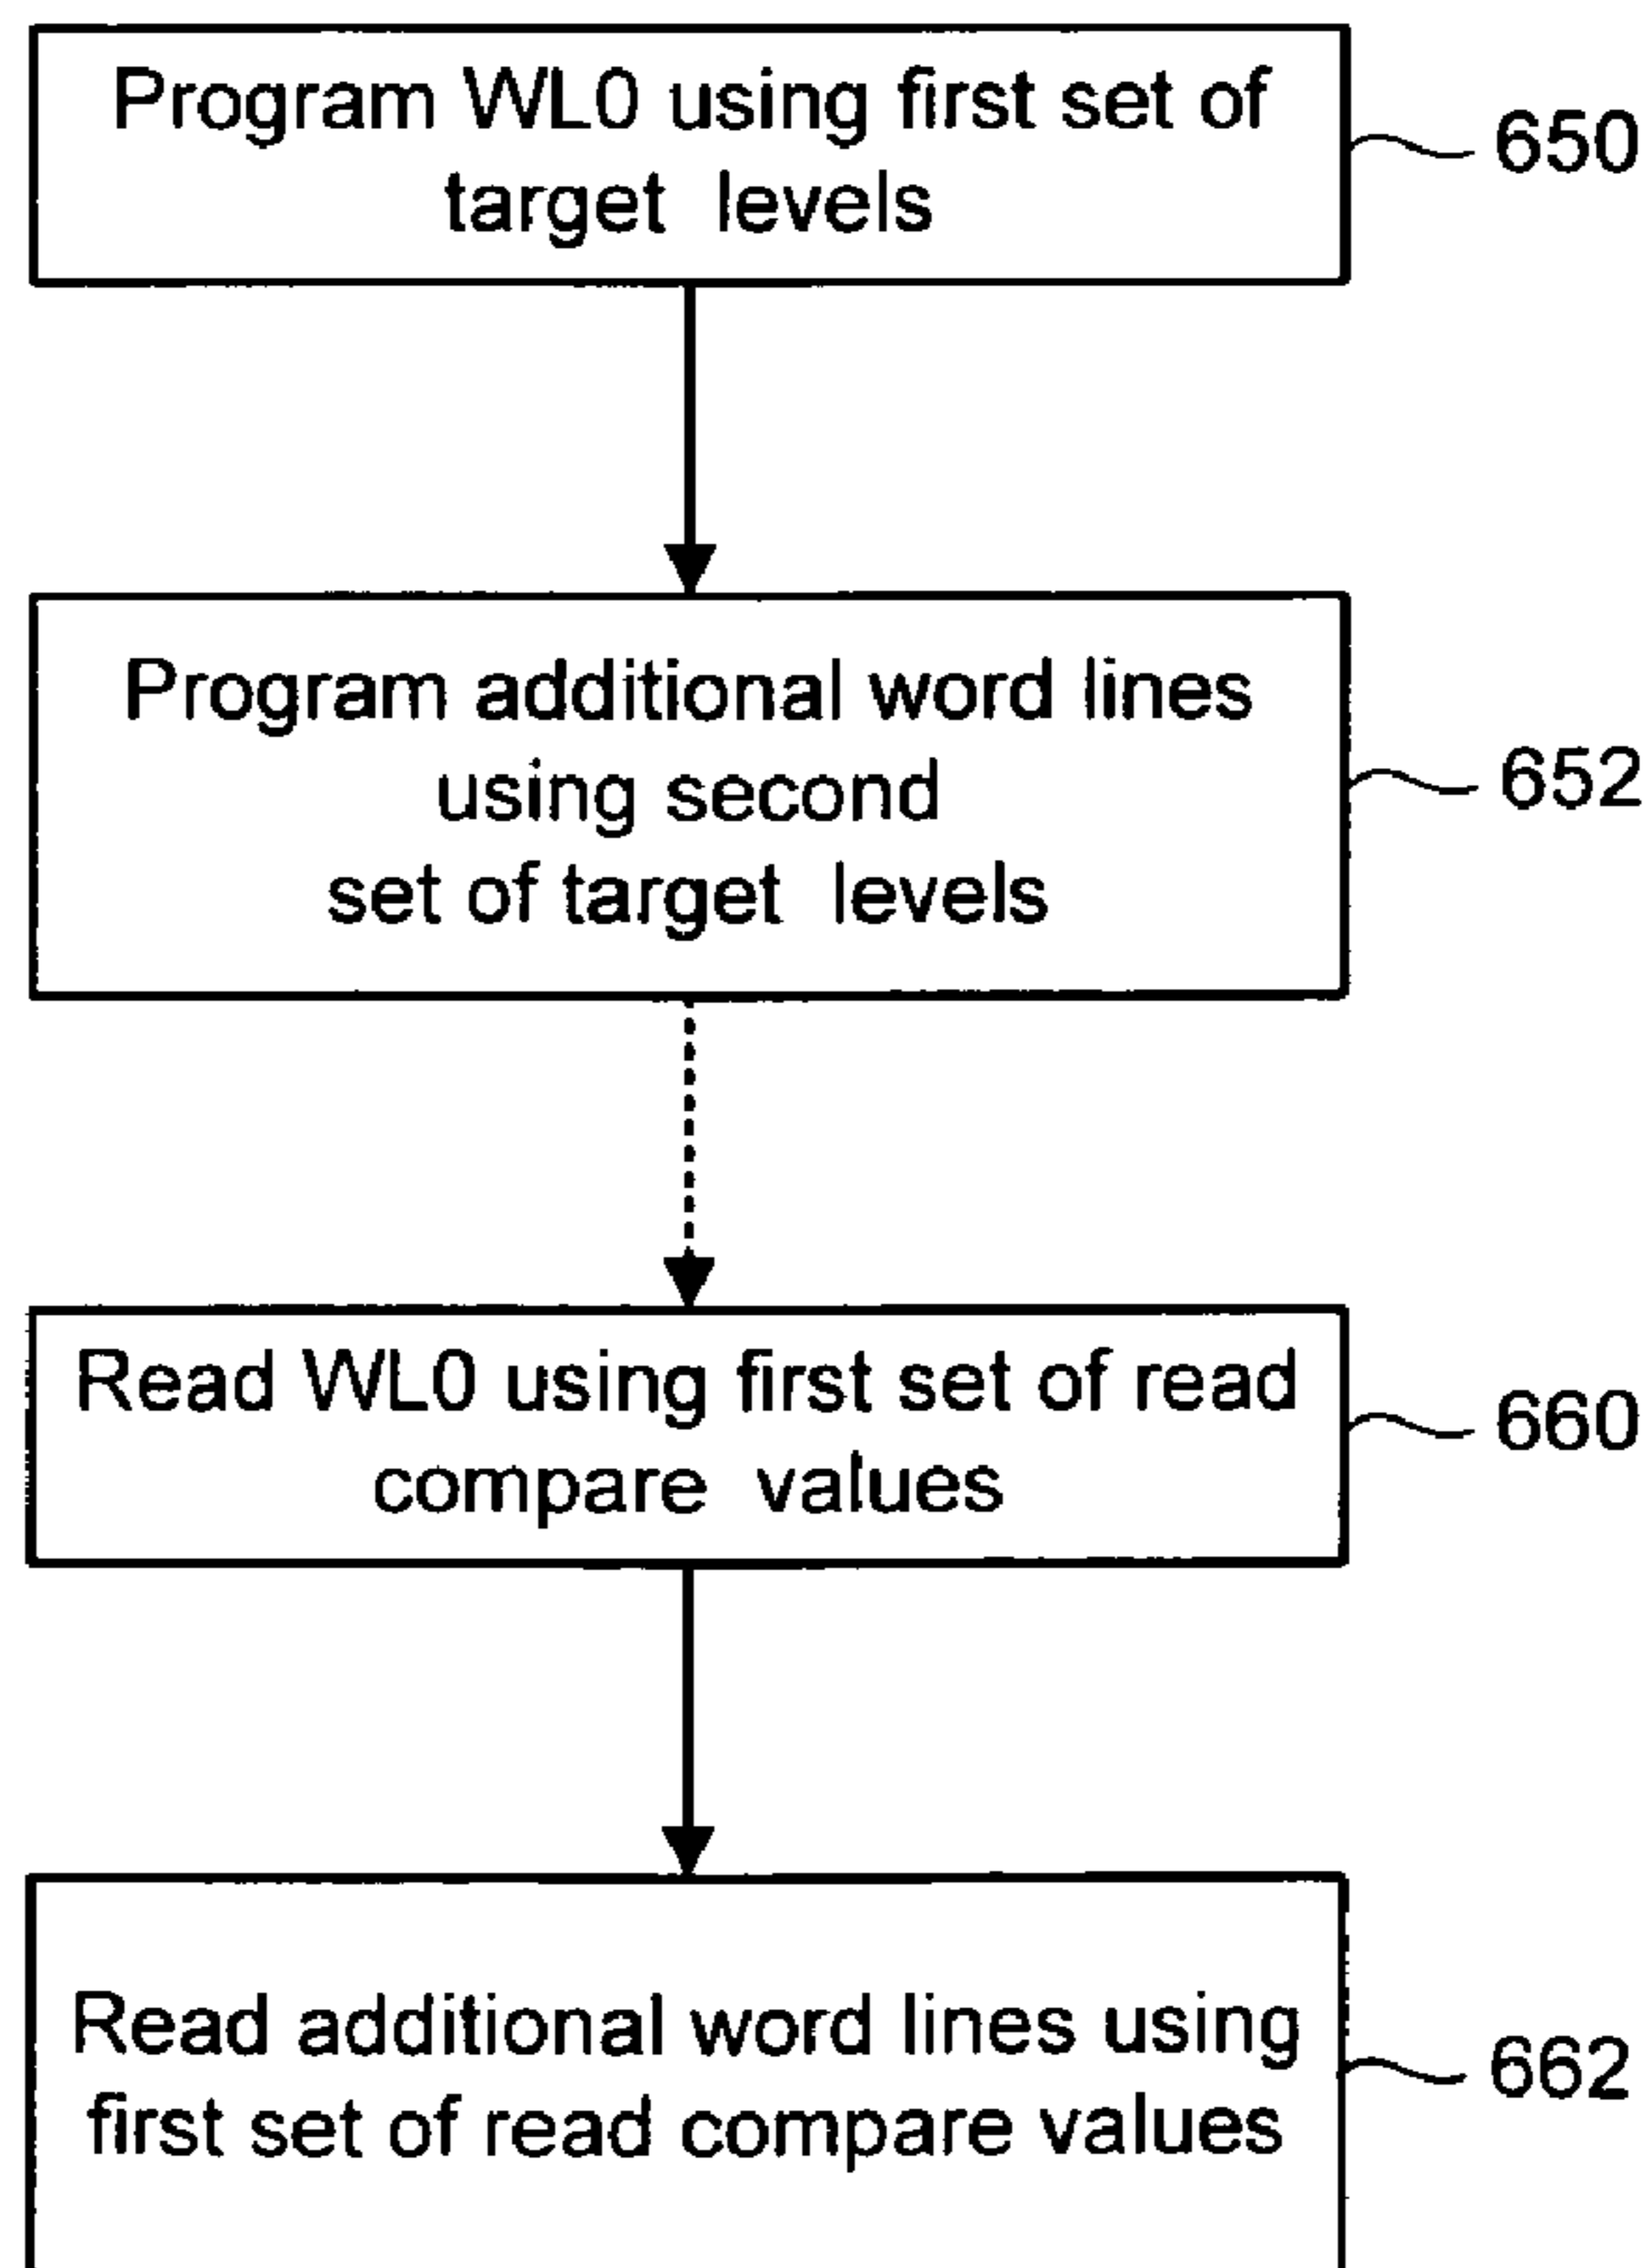 Program WL0 using first set of
target levels
650
Program additional word lines
using second
set of target levels
652
Read WL0 using first set of read
compare values
660
Read additional word lines using
first set of read compare values
662